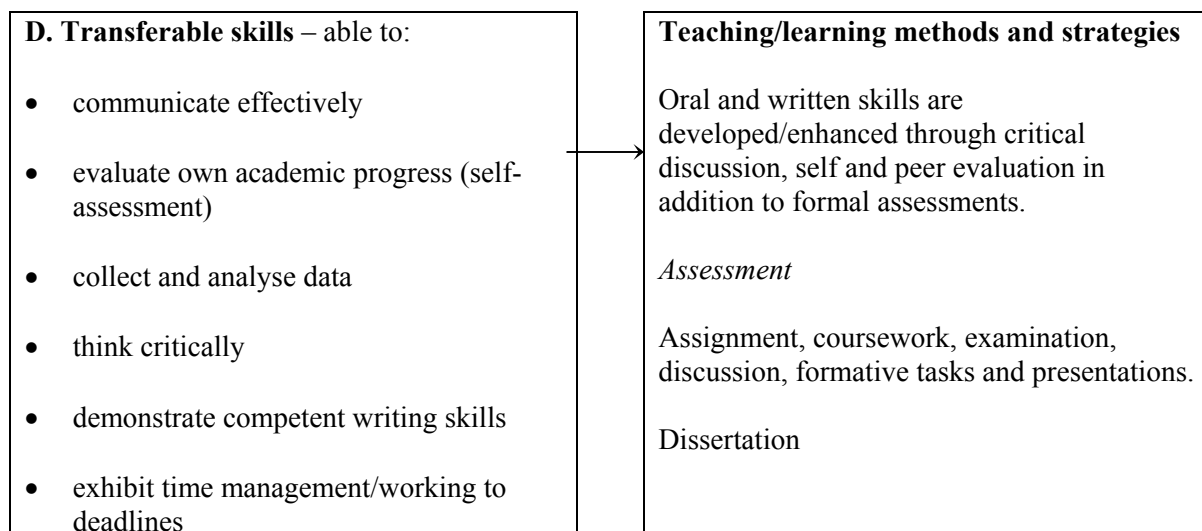 D. Transferable skills – able to:
• communicate effectively
• evaluate own academic progress (self-
assessment)
• collect and analyse data
• think critically
• demonstrate competent writing skills
• exhibit time management/working to
deadlines
Teaching/learning methods and strategies
Oral and written skills are
developed/enhanced through critical
discussion, self and peer evaluation in
addition to formal assessments.
Assessment
Assignment, coursework, examination,
discussion, formative tasks and presentations.
Dissertation